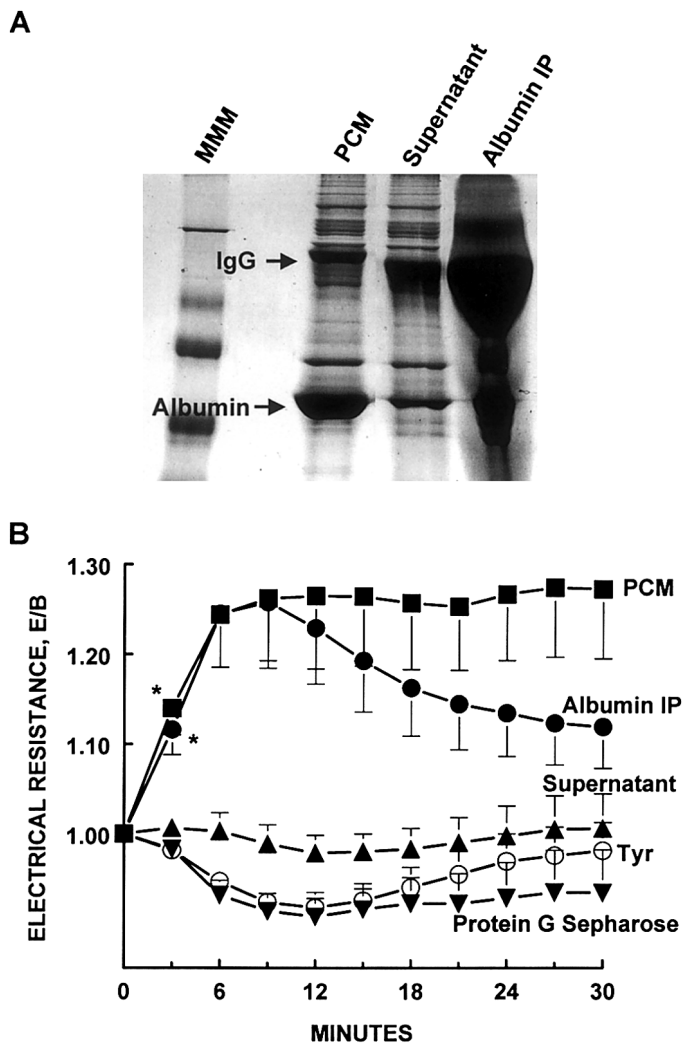 A
MMM
PCM
Supernatant
Albumin IP
IgG
Albumin
B
ELECTRICAL RESISTANCE, E/B
1.30
1.20
1.10
1.00
*
*
PCM
Albumin IP
Supernatant
Tyr
Protein G Sepharose
0
6
12
18
24
30
MINUTES